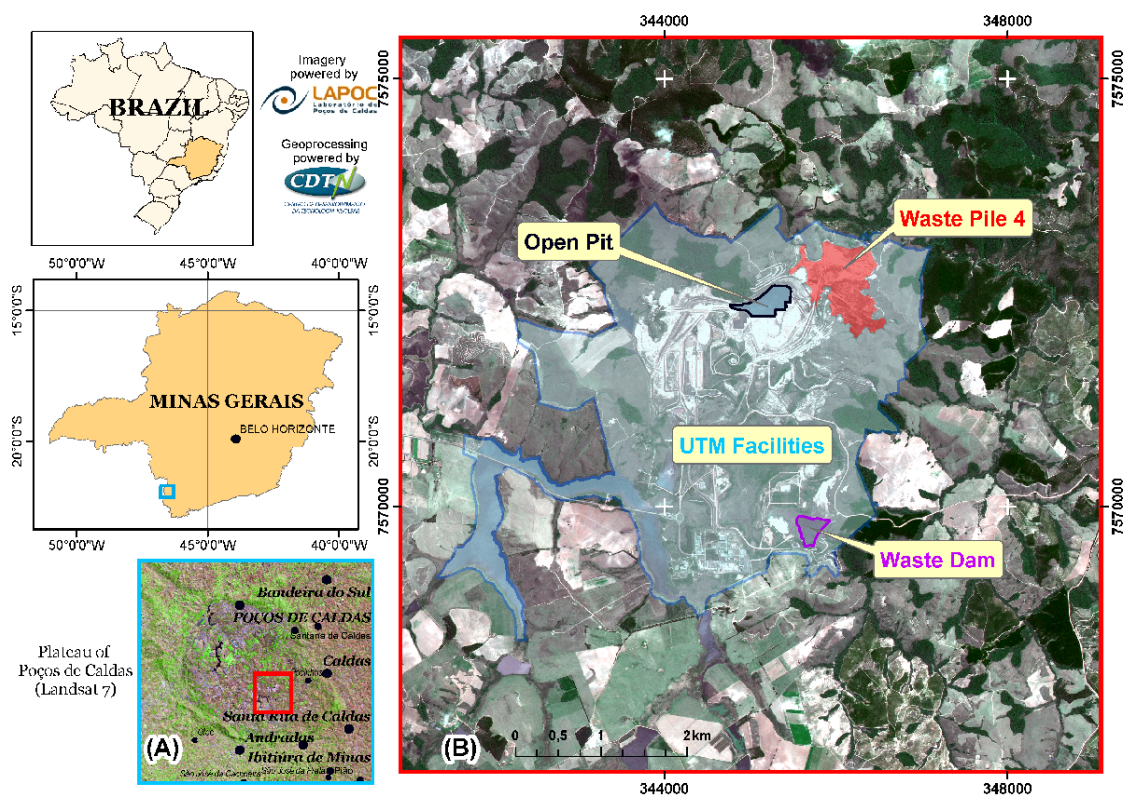 BRAZIL
Imagery
powered by
LAPOC
Laboratório de
Poços de Caldas
Geoprocessing
powered by
CDTN
50°0'0"W 45°0'0"W 40°0'0"W
15°0'0"S
15°0'0"S
MINAS GERAIS
BELO HORIZONTE
20°0'0"S
20°0'0"S
50°0'0"W 45°0'0"W 40°0'0"W
Plateau of
Poços de Caldas
(Landsat 7)
Bandeira do Sul
POÇOS DE CALDAS
Santana de Caldas
Caldas
Santa Rita de Caldas
Andradas
Ibitiúra de Minas
(A)
344000 348000
7575000
7575000
Waste Pile 4
Open Pit
UTM Facilities
7570000
7570000
Waste Dam
(B)
0 0,5 1 2 km
344000 348000